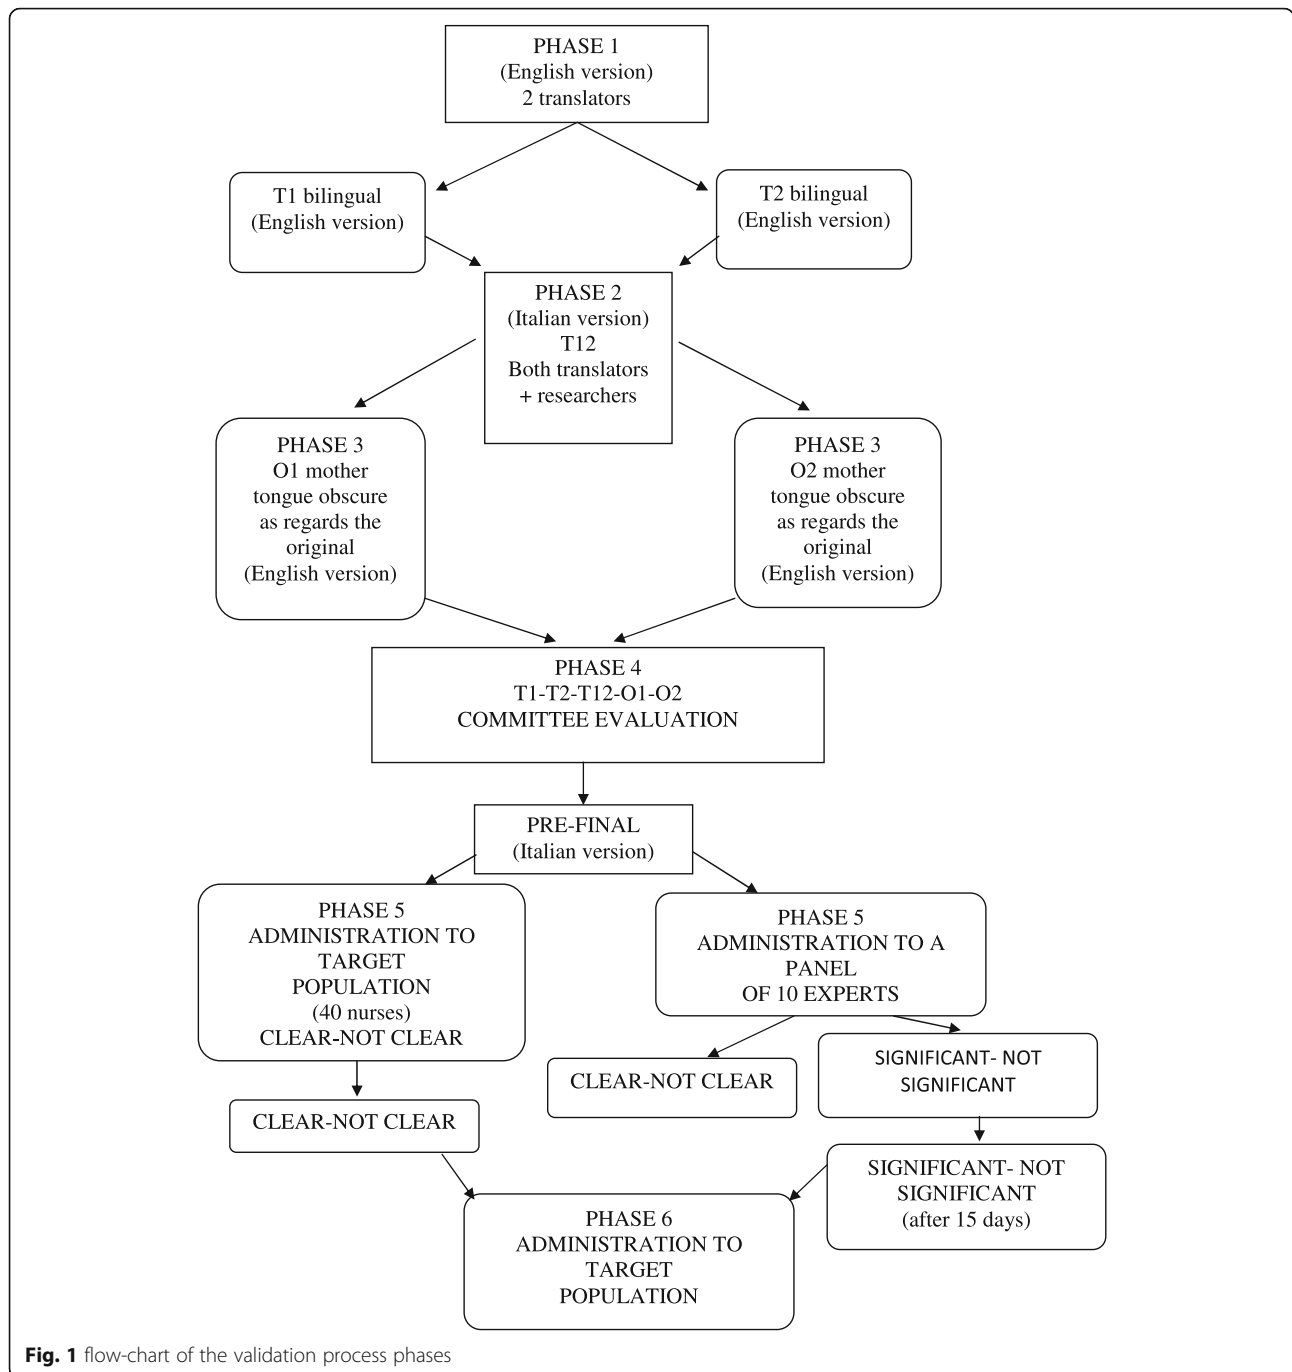 PHASE 1
(English version)
2 translators
T1 bilingual
(English version)
T2 bilingual
(English version)
PHASE 2
(Italian version)
T12
Both translators
+ researchers
PHASE 3
O1 mother
tongue obscure
as regards the
original
(English version)
PHASE 3
O2 mother
tongue obscure
as regards the
original
(English version)
PHASE 4
T1-T2-T12-O1-O2
COMMITTEE EVALUATION
PRE-FINAL
(Italian version)
PHASE 5
ADMINISTRATION TO
TARGET
POPULATION
(40 nurses)
CLEAR-NOT CLEAR
PHASE 5
ADMINISTRATION TO A
PANEL
OF 10 EXPERTS
CLEAR-NOT CLEAR
SIGNIFICANT- NOT
SIGNIFICANT
CLEAR-NOT CLEAR
SIGNIFICANT- NOT
SIGNIFICANT
(after 15 days)
PHASE 6
ADMINISTRATION TO
TARGET
POPULATION
Fig. 1 flow-chart of the validation process phases